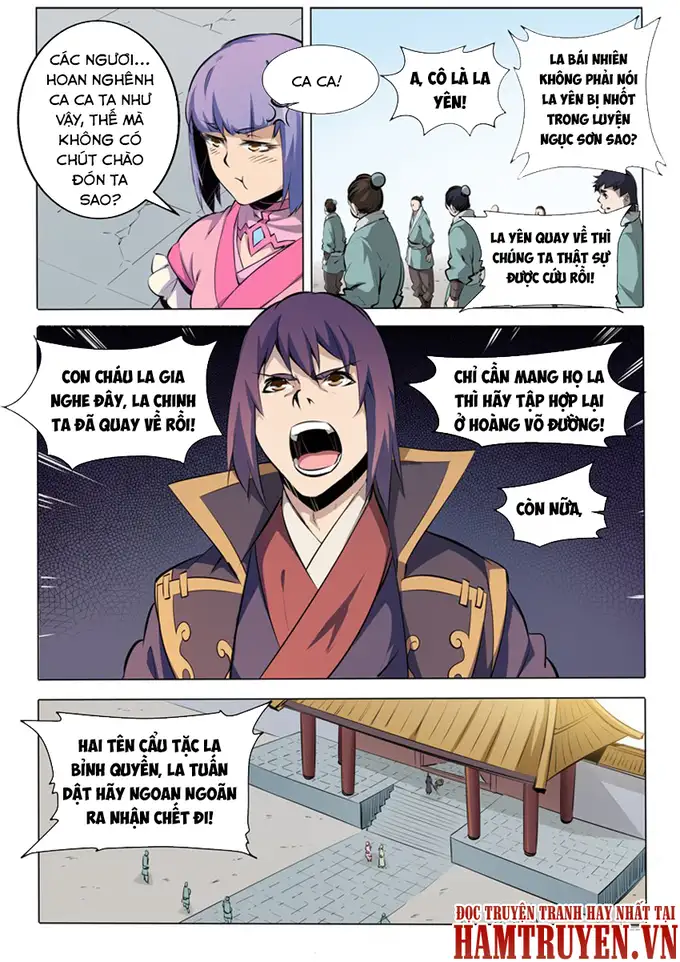 CÁC NGƯƠI...
HOAN NGHÊNH
CA CA TA NHƯ
VẬY, THẾ MÀ
KHÔNG CÓ
CHÚT CHÀO
ĐÓN TA
SAO?
CA CA!
A, CÔ LÀ LA
YÊN!
LA BÁI NHIÊN
KHÔNG PHẢI NÓI
LA YÊN BỊ NHỐT
TRONG LUYỆN
NGỤC SƠN SAO?
LA YÊN QUAY VỀ THÌ
CHÚNG TA THẬT SỰ
ĐƯỢC CỨU RỒI!
CON CHÁU LA GIA
NGHE ĐÂY, LA CHINH
TA ĐÃ QUAY VỀ RỒI!
CHỈ CẦN MANG HỌ LA
THÌ HÃY TẬP HỢP LẠI
Ở HOÀNG VÕ ĐƯỜNG!
CÒN NỮA,
HAI TÊN CẨU TẶC LA
BỈNH QUYỀN, LA TUẤN
DẬT HÃY NGOAN NGOÃN
RA NHẬN CHẾT ĐI!
ĐỌC TRUYỆN TRANH HAY NHẤT TẠI
HAMTRUYEN.VN